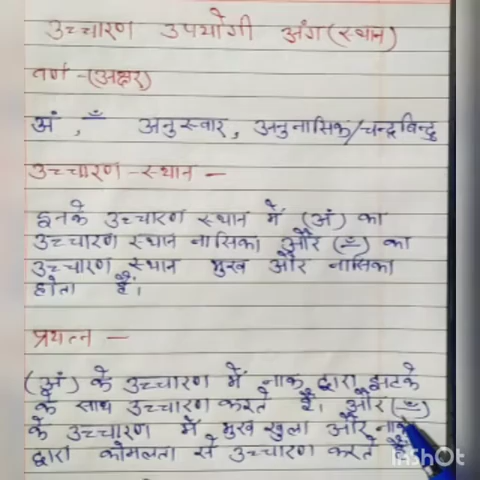 उच्चारण उपयोगी अंग(स्थान)
वर्ण -(अक्षर)
अं , ँ अनुस्वार, अनुनासिक/चन्द्रबिन्दु
उच्चारण-स्थान -
इनके उच्चारण स्थान में (अं) का
उच्चारण स्थान नासिका और (ँ) का
उच्चारण स्थान मुख और नासिका
होता है।
प्रयत्न -
(अं) के उच्चारण में नाक द्वारा झटके
के साथ उच्चारण करते है। और (ँ)
के उच्चारण में मुख खुला और नाक
द्वारा कोमलता से उच्चारण करते है
InShOt